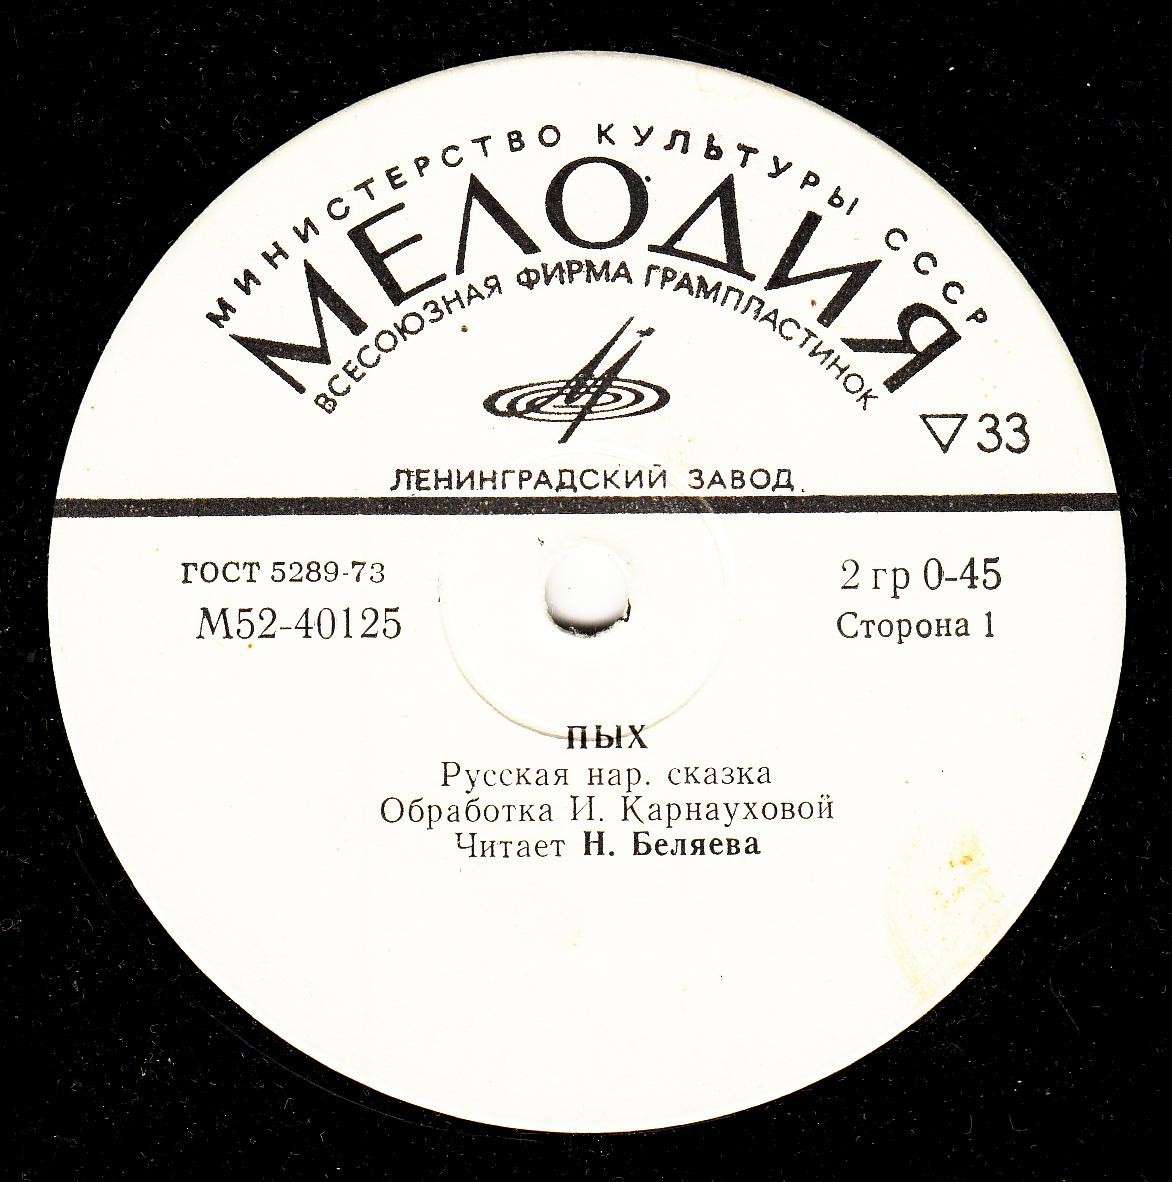 МИНИСТЕРСТВО КУЛЬТУРЫ СССР
МЕЛОДИЯ
ВСЕСОЮЗНАЯ ФИРМА ГРАМПЛАСТИНОК
▽33
ЛЕНИНГРАДСКИЙ ЗАВОД
ГОСТ 5289-73
М52-40125
2 гр 0-45
Сторона 1
ПЫХ
Русская нар. сказка
Обработка И. Карнауховой
Читает Н. Беляева